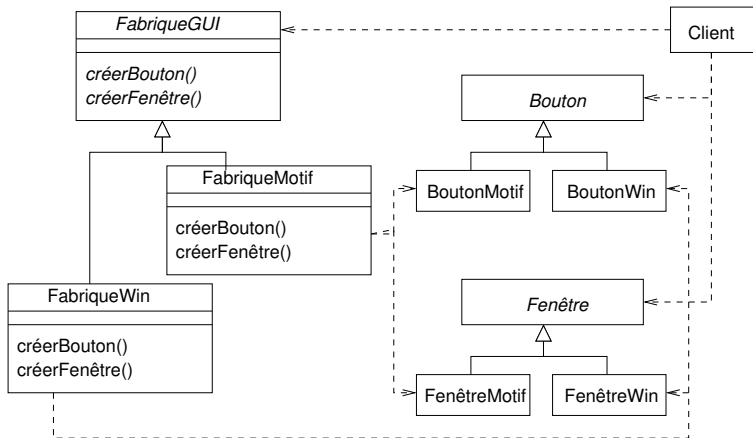 FabriqueGUI
créerBouton()
créerFenêtre()
Client
Bouton
FabriqueMotif
créerBouton()
créerFenêtre()
BoutonMotif
BoutonWin
FabriqueWin
créerBouton()
créerFenêtre()
Fenêtre
FenêtreMotif
FenêtreWin